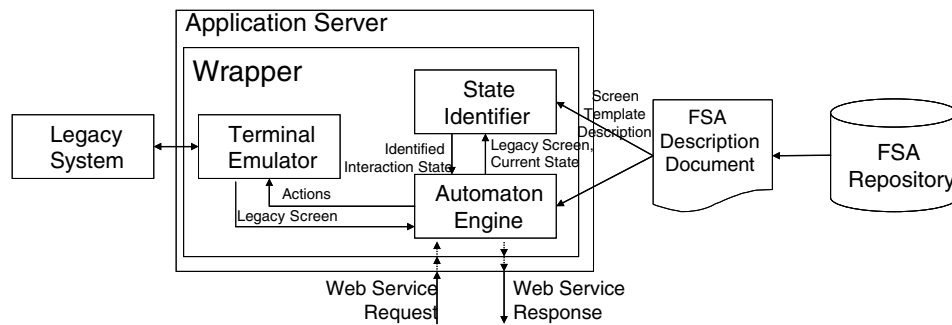 Application Server
Wrapper
State
Identifier
Screen
Template
Description
FSA
Description
Document
FSA
Repository
Legacy
System
Terminal
Emulator
Identified
Interaction State
Legacy Screen,
Current State
Actions
Legacy Screen
Automaton
Engine
Web Service
Request
Web Service
Response